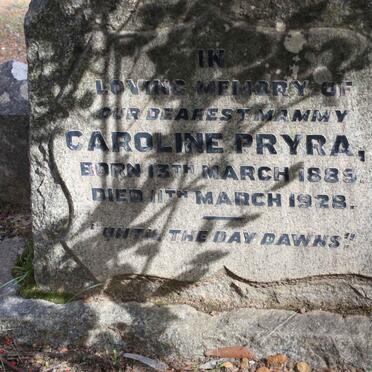 IN
LOVING MEMORY OF
OUR DEAREST MAMMY
CAROLINE PRYRA,
BORN 13TH MARCH 1883.
DIED 11TH MARCH 1928.
"UNTIL THE DAY DAWNS"